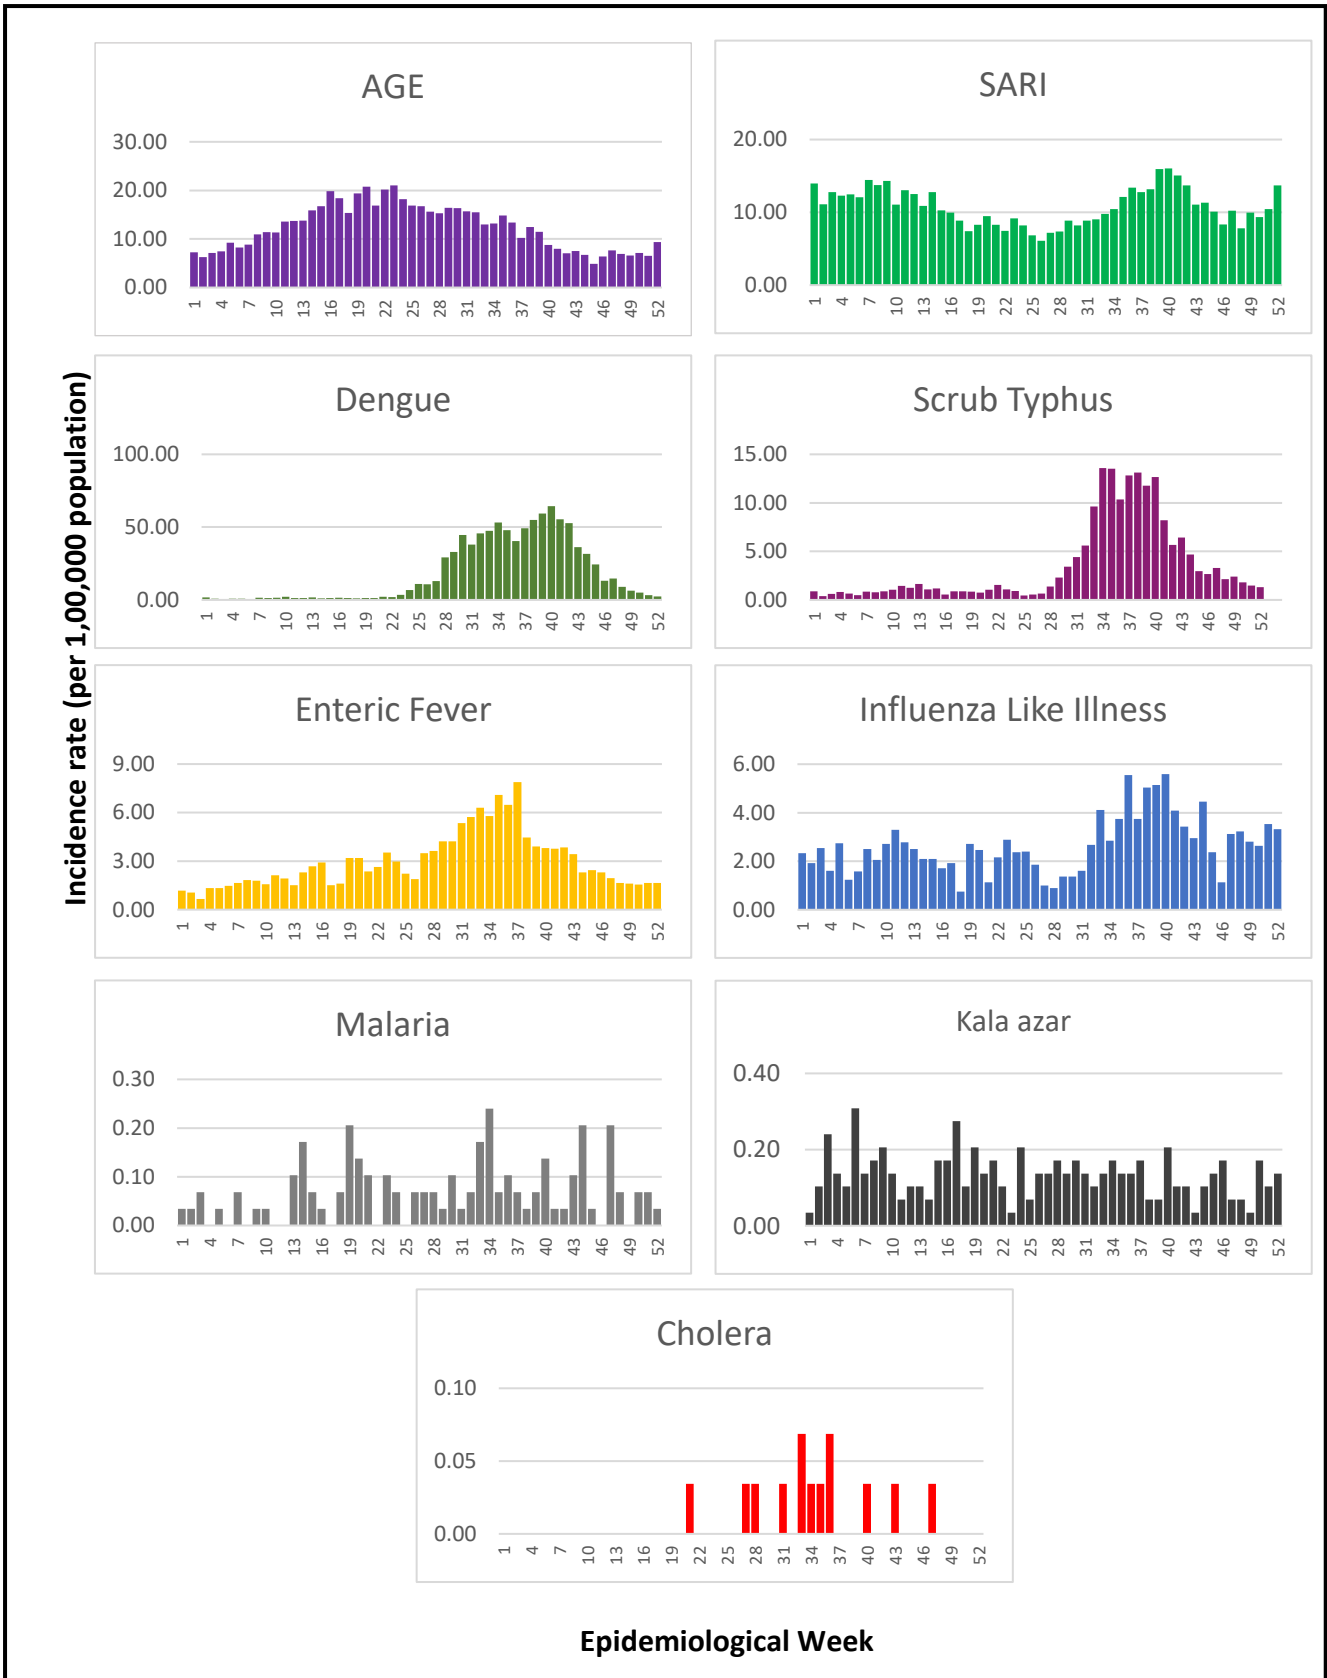 AGE
30.00
20.00
10.00
0.00
1 4 7 10 13 16 19 22 25 28 31 34 37 40 43 46 49 52
SARI
20.00
10.00
0.00
1 4 7 10 13 16 19 22 25 28 31 34 37 40 43 46 49 52
Incidence rate (per 1,00,000 population)
Dengue
100.00
50.00
0.00
1 4 7 10 13 16 19 22 25 28 31 34 37 40 43 46 49 52
Scrub Typhus
15.00
10.00
5.00
0.00
1 4 7 10 13 16 19 22 25 28 31 34 37 40 43 46 49 52
Enteric Fever
9.00
6.00
3.00
0.00
1 4 7 10 13 16 19 22 25 28 31 34 37 40 43 46 49 52
Influenza Like Illness
6.00
4.00
2.00
0.00
1 4 7 10 13 16 19 22 25 28 31 34 37 40 43 46 49 52
Malaria
0.30
0.20
0.10
0.00
1 4 7 10 13 16 19 22 25 28 31 34 37 40 43 46 49 52
Kala azar
0.40
0.20
0.00
1 4 7 10 13 16 19 22 25 28 31 34 37 40 43 46 49 52
Cholera
0.10
0.05
0.00
1 4 7 10 13 16 19 22 25 28 31 34 37 40 43 46 49 52
Epidemiological Week